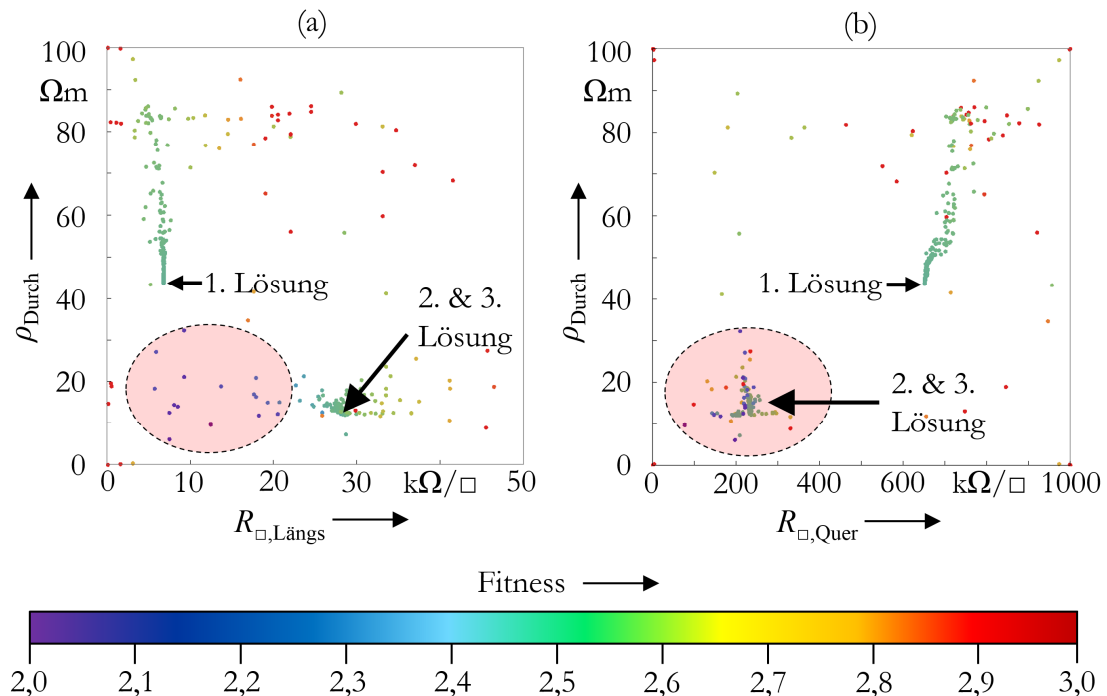 (a)
(b)
100
Ωm
80
60
40
20
0
ρDurch
1. Lösung
2. & 3.
Lösung
0
10
20
30
kΩ/□
50
R□,Längs
100
Ωm
80
60
40
20
0
ρDurch
1. Lösung
2. & 3.
Lösung
0
200
400
600
kΩ/□
1000
R□,Quer
Fitness
2,0
2,1
2,2
2,3
2,4
2,5
2,6
2,7
2,8
2,9
3,0